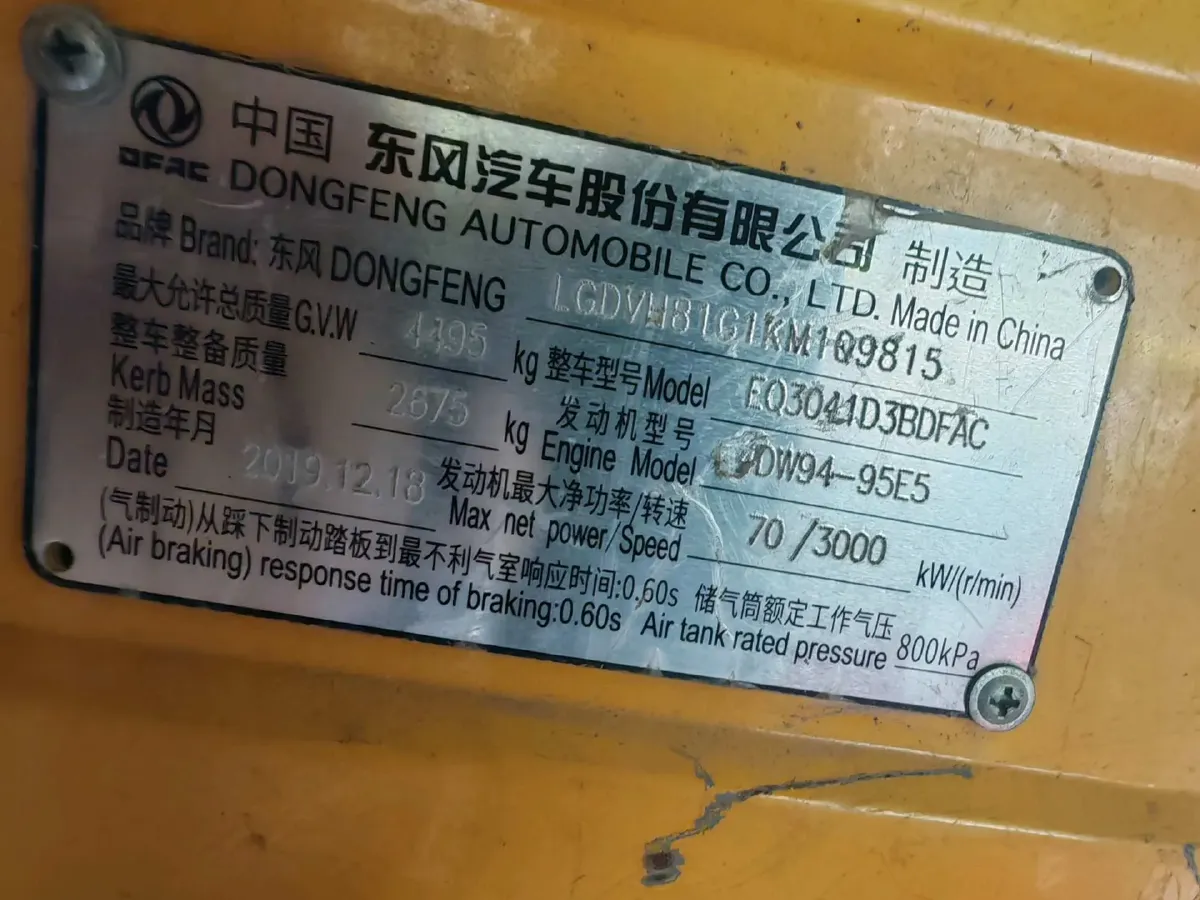 DFAC 中国 东风汽车股份有限公司 制造
DONGFENG AUTOMOBILE CO., LTD. Made in China
品牌 Brand: 东风 DONGFENG LGDVH81G1KM109815
最大允许总质量G.V.W 4495 kg 整车型号Model EQ3041D3BDFAC
整车整备质量 发动机型号
Kerb Mass 2875 kg Engine Model DW94-95E5
制造年月 发动机最大净功率/转速
Date 2019.12.18 Max net power/Speed 70 /3000 kW/(r/min)
(气制动)从踩下制动踏板到最不利气室响应时间:0.60s 储气筒额定工作气压
(Air braking) response time of braking:0.60s Air tank rated pressure 800kPa